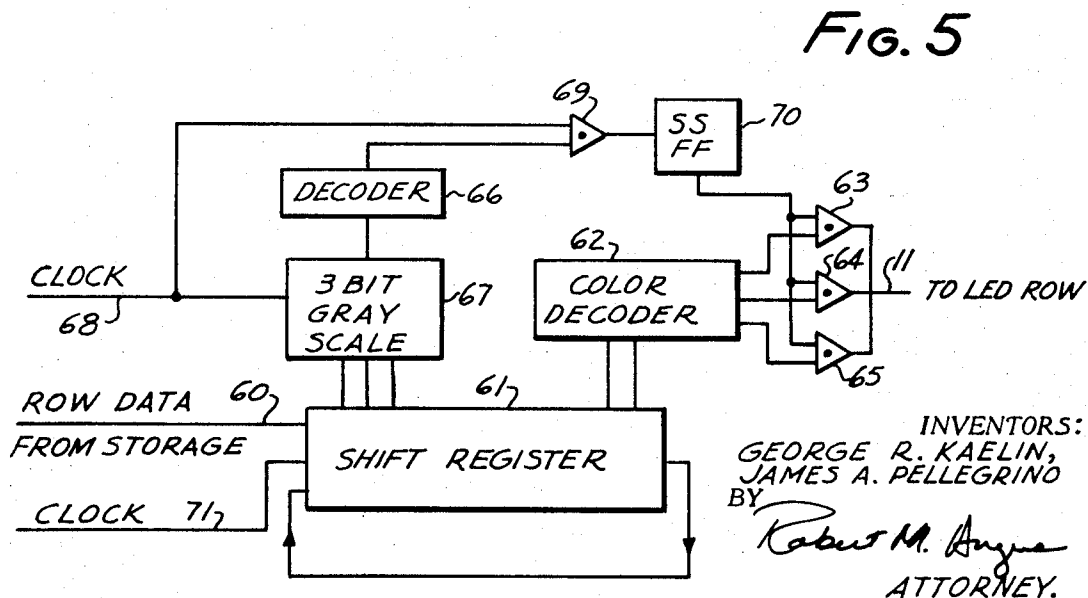 FIG. 5
69
SS
FF
70
DECODER
66
63
62
64
11
CLOCK
68
3 BIT
GRAY
SCALE
67
COLOR
DECODER
TO LED ROW
65
ROW DATA
60
61
FROM STORAGE
SHIFT REGISTER
CLOCK 71
INVENTORS:
GEORGE R. KAELIN,
JAMES A. PELLEGRINO
BY
Robert M. Angus
ATTORNEY.